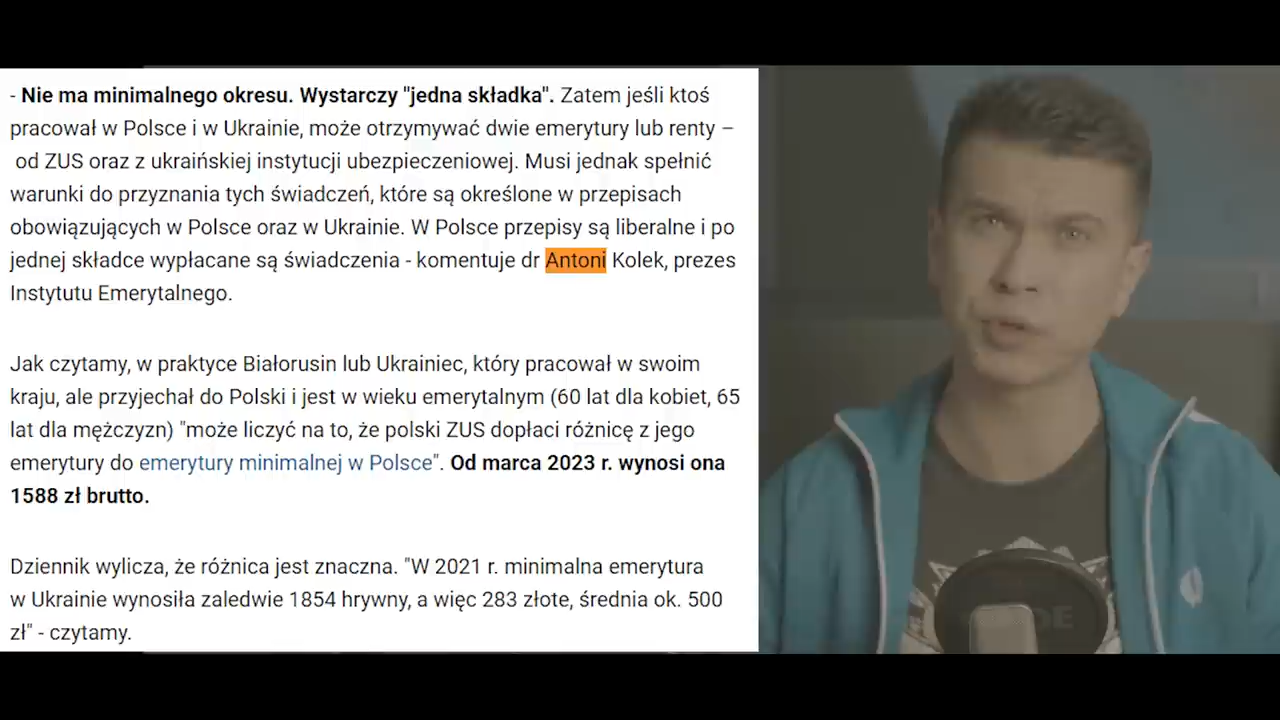 - Nie ma minimalnego okresu. Wystarczy "jedna składka". Zatem jeśli ktoś
pracował w Polsce i w Ukrainie, może otrzymywać dwie emerytury lub renty –
od ZUS oraz z ukraińskiej instytucji ubezpieczeniowej. Musi jednak spełnić
warunki do przyznania tych świadczeń, które są określone w przepisach
obowiązujących w Polsce oraz w Ukrainie. W Polsce przepisy są liberalne i po
jednej składce wypłacane są świadczenia - komentuje dr Antoni Kolek, prezes
Instytutu Emerytalnego.
Jak czytamy, w praktyce Białorusin lub Ukrainiec, który pracował w swoim
kraju, ale przyjechał do Polski i jest w wieku emerytalnym (60 lat dla kobiet, 65
lat dla mężczyzn) "może liczyć na to, że polski ZUS dopłaci różnicę z jego
emerytury do emerytury minimalnej w Polsce". Od marca 2023 r. wynosi ona
1588 zł brutto.
Dziennik wylicza, że różnica jest znaczna. "W 2021 r. minimalna emerytura
w Ukrainie wynosiła zaledwie 1854 hrywny, a więc 283 złote, średnia ok. 500
zł" - czytamy.